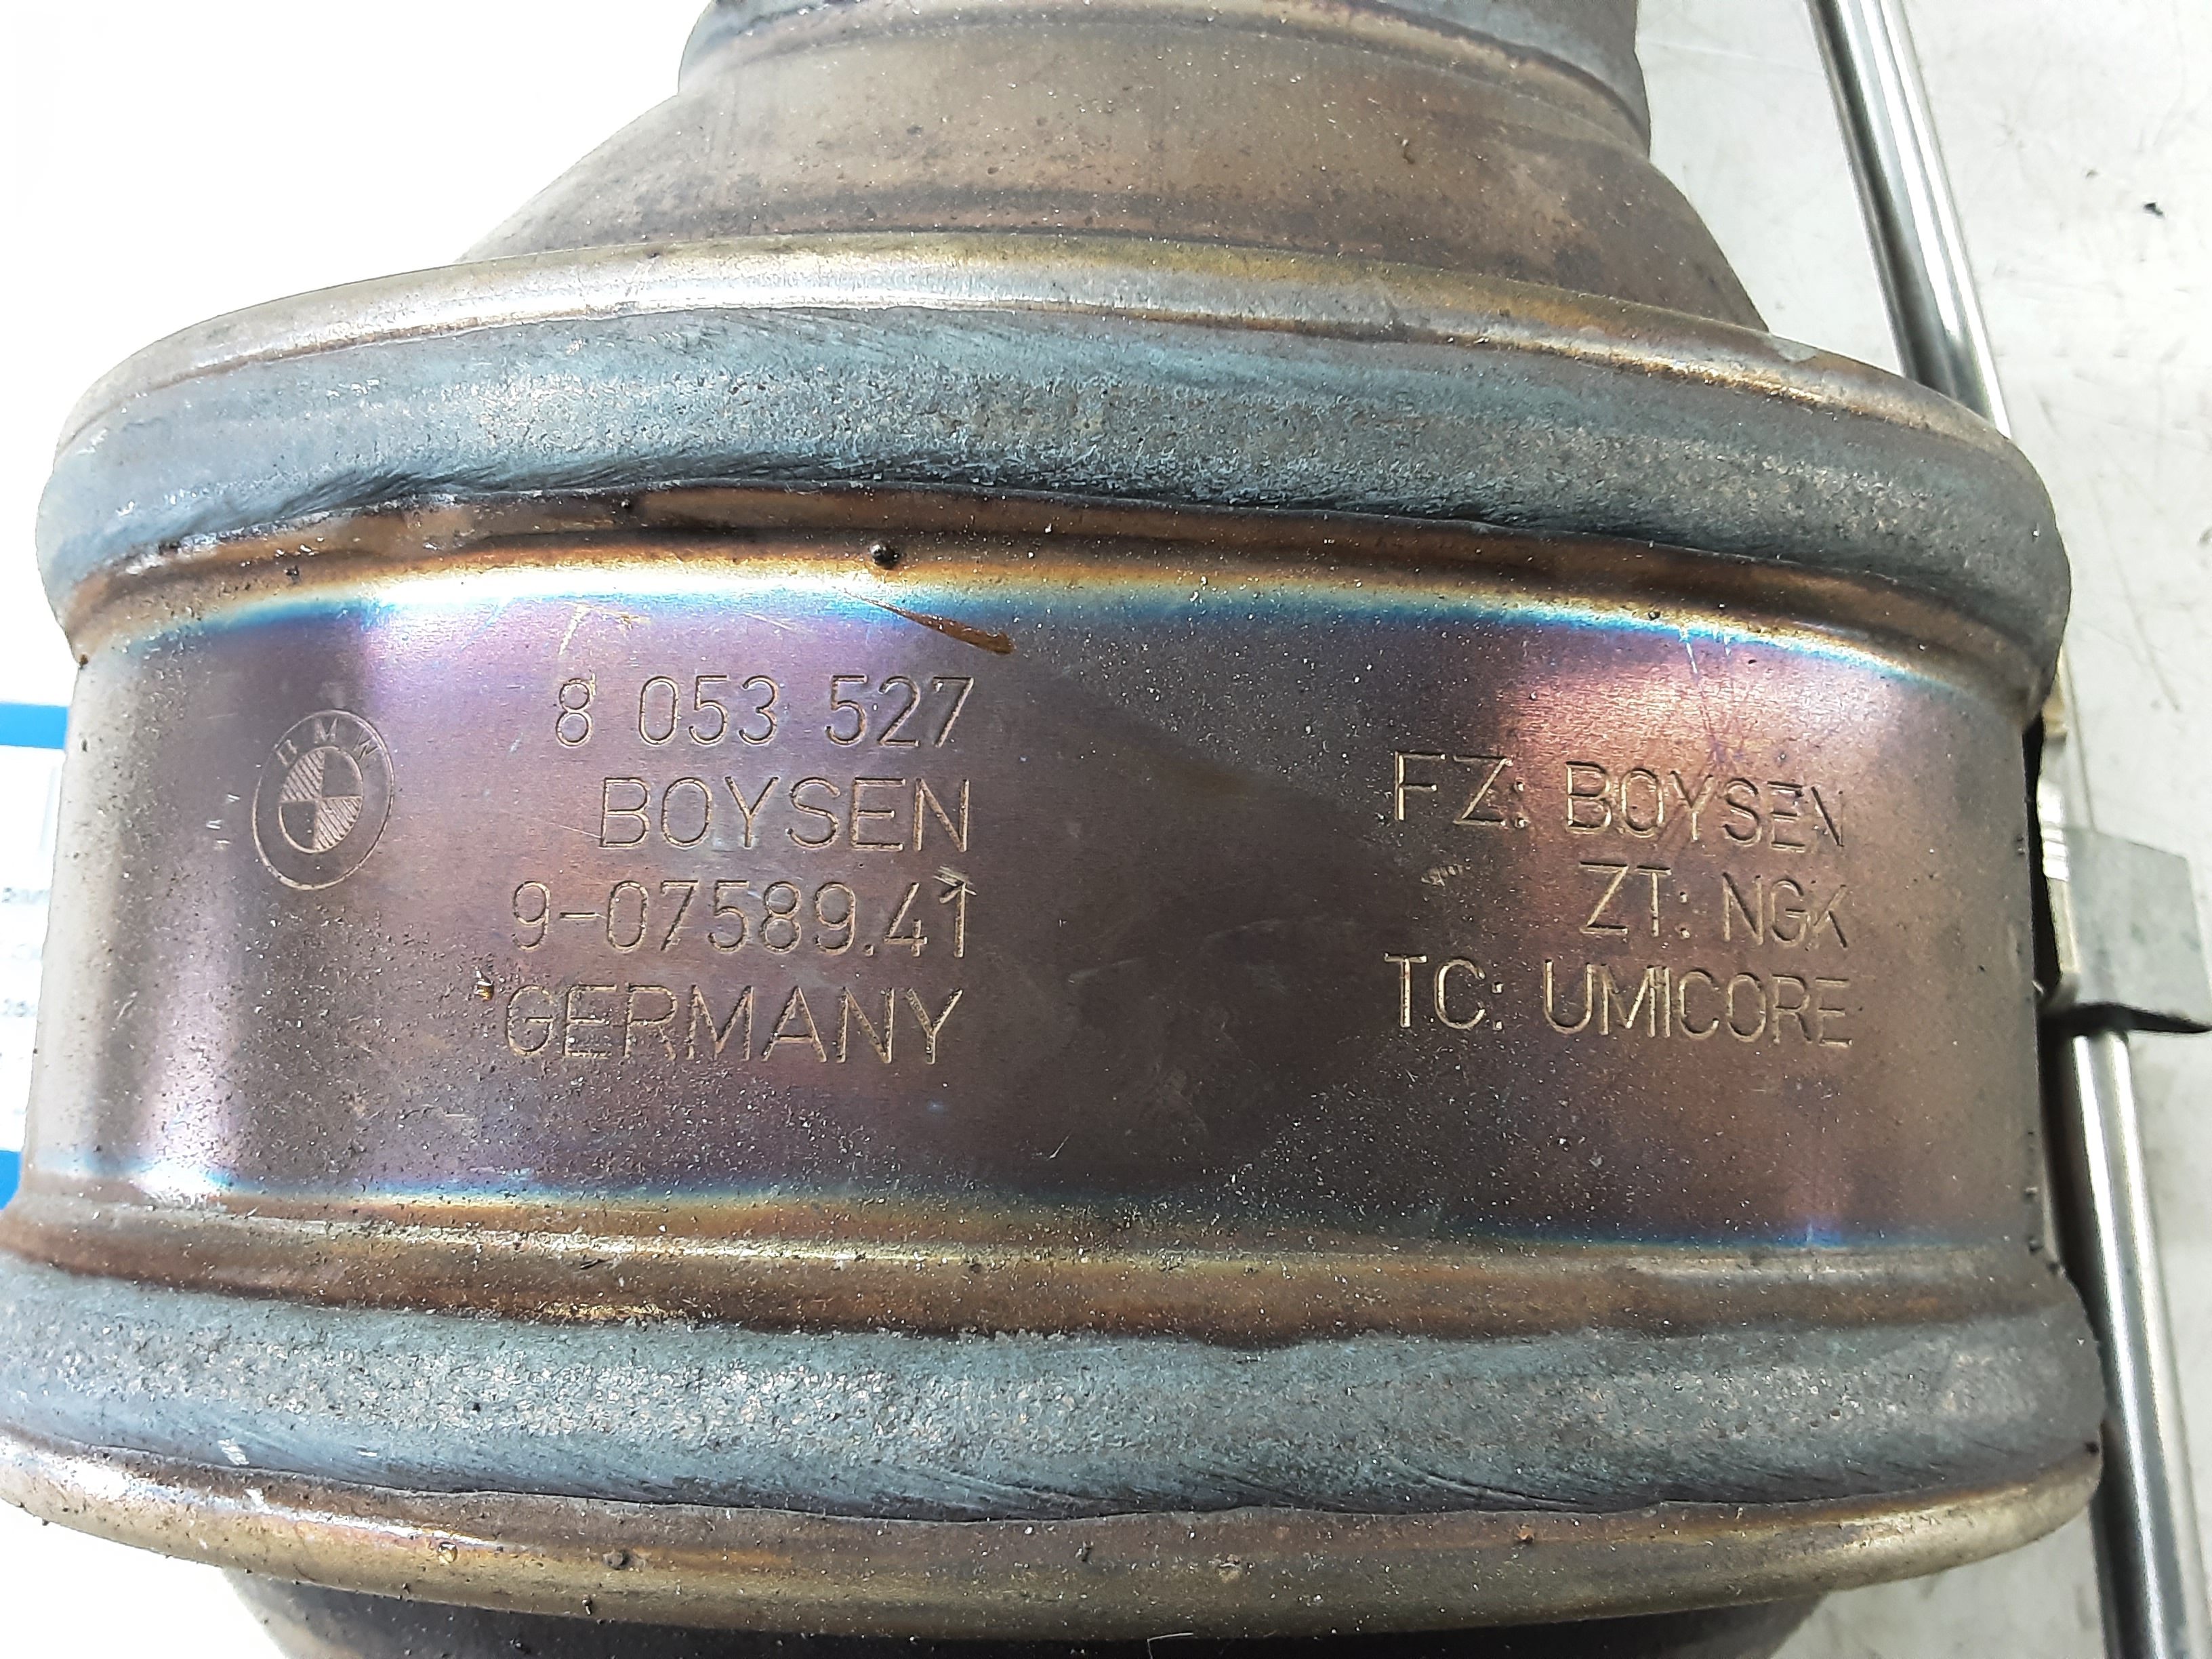 BMW
8 053 527
BOYSEN
9-07589.41
GERMANY
FZ: BOYSEN
ZT: NGK
TC: UMICORE